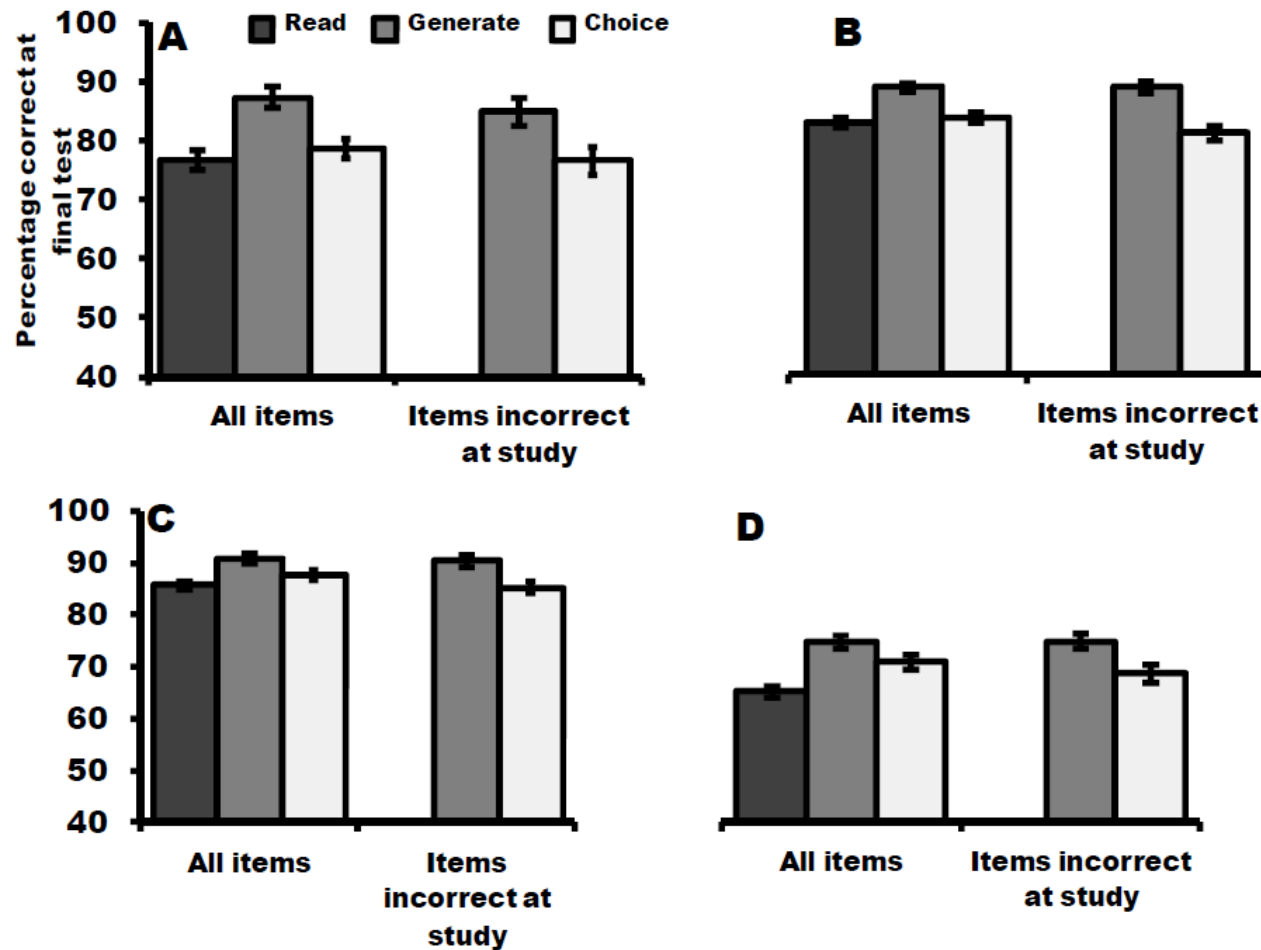 Percentage correct at
final test
100
90
80
70
60
50
40
A
Read
Generate
Choice
All items
Items incorrect
at study
B
All items
Items incorrect
at study
100
90
80
70
60
50
40
C
All items
Items
incorrect at
study
D
All items
Items incorrect
at study